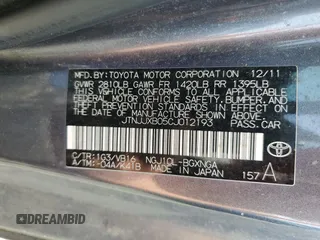 MFD BY: TOYOTA MOTOR CORPORATION 12/11
GVWR 2810LB GAWR FR 1420LB RR 1395LB
THIS VEHICLE CONFORMS TO ALL APPLICABLE
FEDERAL MOTOR VEHICLE SAFETY, BUMPER, AND
THEFT PREVENTION STANDARDS IN EFFECT ON THE DATE OF
MANUFACTURE SHOWN ABOVE.
JTNJJXB05CJ012193 PASS. CAR
C/TR: 1G3/VB16 NGJ10L-BGXNGA
A/TM: -04A/K41B MADE IN JAPAN 157A
DREAMBID